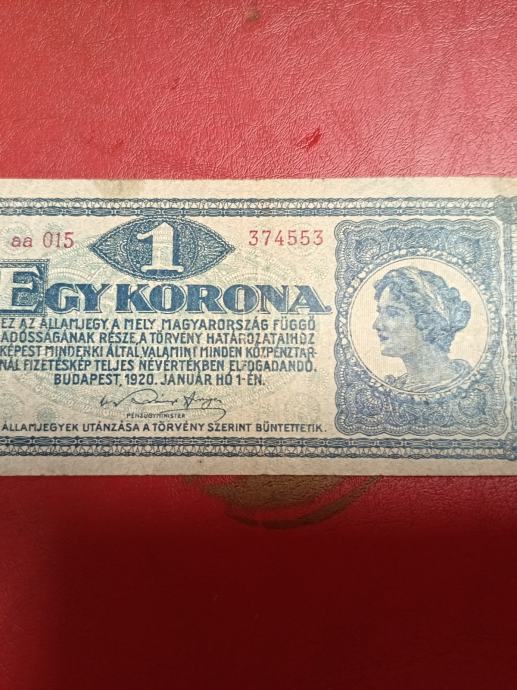 aa 015 1 374553
EGY KORONA.
EZ AZ ÁLLAMJEGY, A MELY MAGYARORSZÁG FÜGGŐ
ADÓSSÁGÁNAK RÉSZE, A TÖRVÉNY HATÁROZATAIHOZ
KÉPEST MINDENKI ÁLTAL, VALAMINT MINDEN KÖZPÉNZTÁR-
NÁL FIZETÉSKÉP TELJES NÉVÉRTÉKBEN ELFOGADANDÓ.
BUDAPEST, 1920. JANUÁR HÓ 1-ÉN.
PÉNZÜGYMINISTER
ÁLLAMJEGYEK UTÁNZÁSA A TÖRVÉNY SZERINT BÜNTETTETIK.